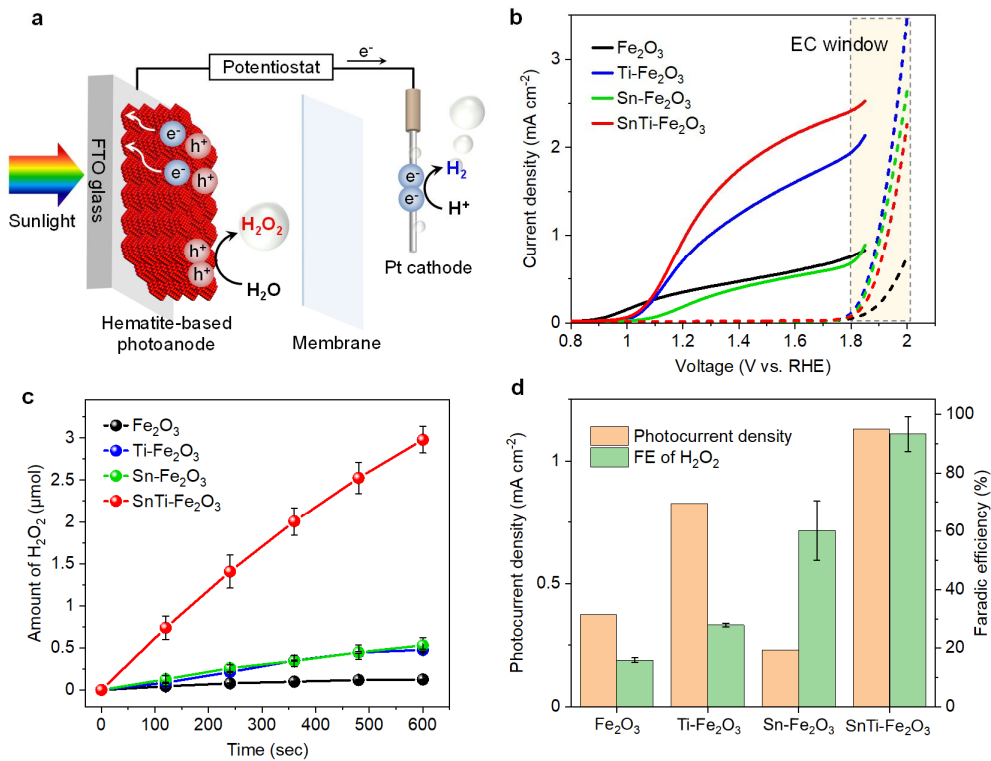 a
Potentiostat
e⁻
FTO glass
Sunlight
e⁻
h⁺
e⁻
h⁺
h⁺
h⁺
H₂O₂
H₂O
e⁻
e⁻
H₂
H⁺
Pt cathode
Hematite-based
photoanode
Membrane
b
Current density (mA cm⁻²)
3
2
1
0
Fe₂O₃
Ti-Fe₂O₃
Sn-Fe₂O₃
SnTi-Fe₂O₃
EC window
0.8
1
1.2
1.4
1.6
1.8
2
Voltage (V vs. RHE)
c
Amount of H₂O₂ (μmol)
3
2.5
2
1.5
1
0.5
0
Fe₂O₃
Ti-Fe₂O₃
Sn-Fe₂O₃
SnTi-Fe₂O₃
0
100
200
300
400
500
600
Time (sec)
d
Photocurrent density (mA cm⁻²)
1
0.5
0
Photocurrent density
FE of H₂O₂
100
80
60
40
20
0
Faradic efficiency (%)
Fe₂O₃
Ti-Fe₂O₃
Sn-Fe₂O₃
SnTi-Fe₂O₃